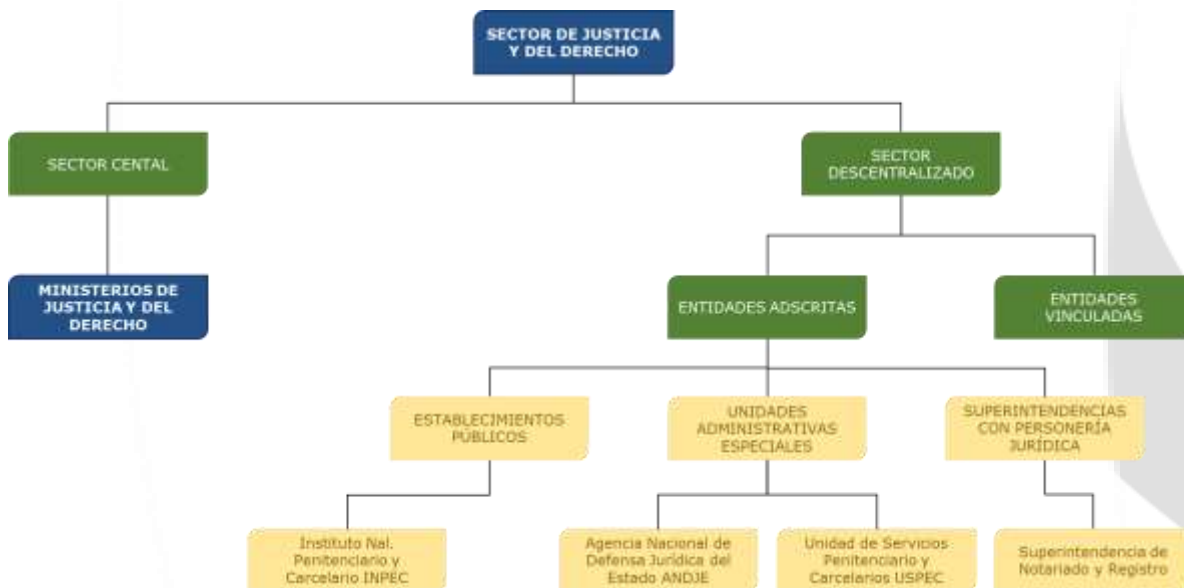 SECTOR DE JUSTICIA
Y DEL DERECHO
SECTOR CENTAL
SECTOR
DESCENTRALIZADO
MINISTERIOS DE
JUSTICIA Y DEL
DERECHO
ENTIDADES ADSCRITAS
ENTIDADES
VINCULADAS
ESTABLECIMIENTOS
PÚBLICOS
UNIDADES
ADMINISTRATIVAS
ESPECIALES
SUPERINTENDENCIAS
CON PERSONERÍA
JURÍDICA
Instituto Nal.
Penitenciario y
Carcelario INPEC
Agencia Nacional de
Defensa Jurídica del
Estado ANDJE
Unidad de Servicios
Penitenciario y
Carcelarios USPEC
Superintendencia de
Notariado y Registro